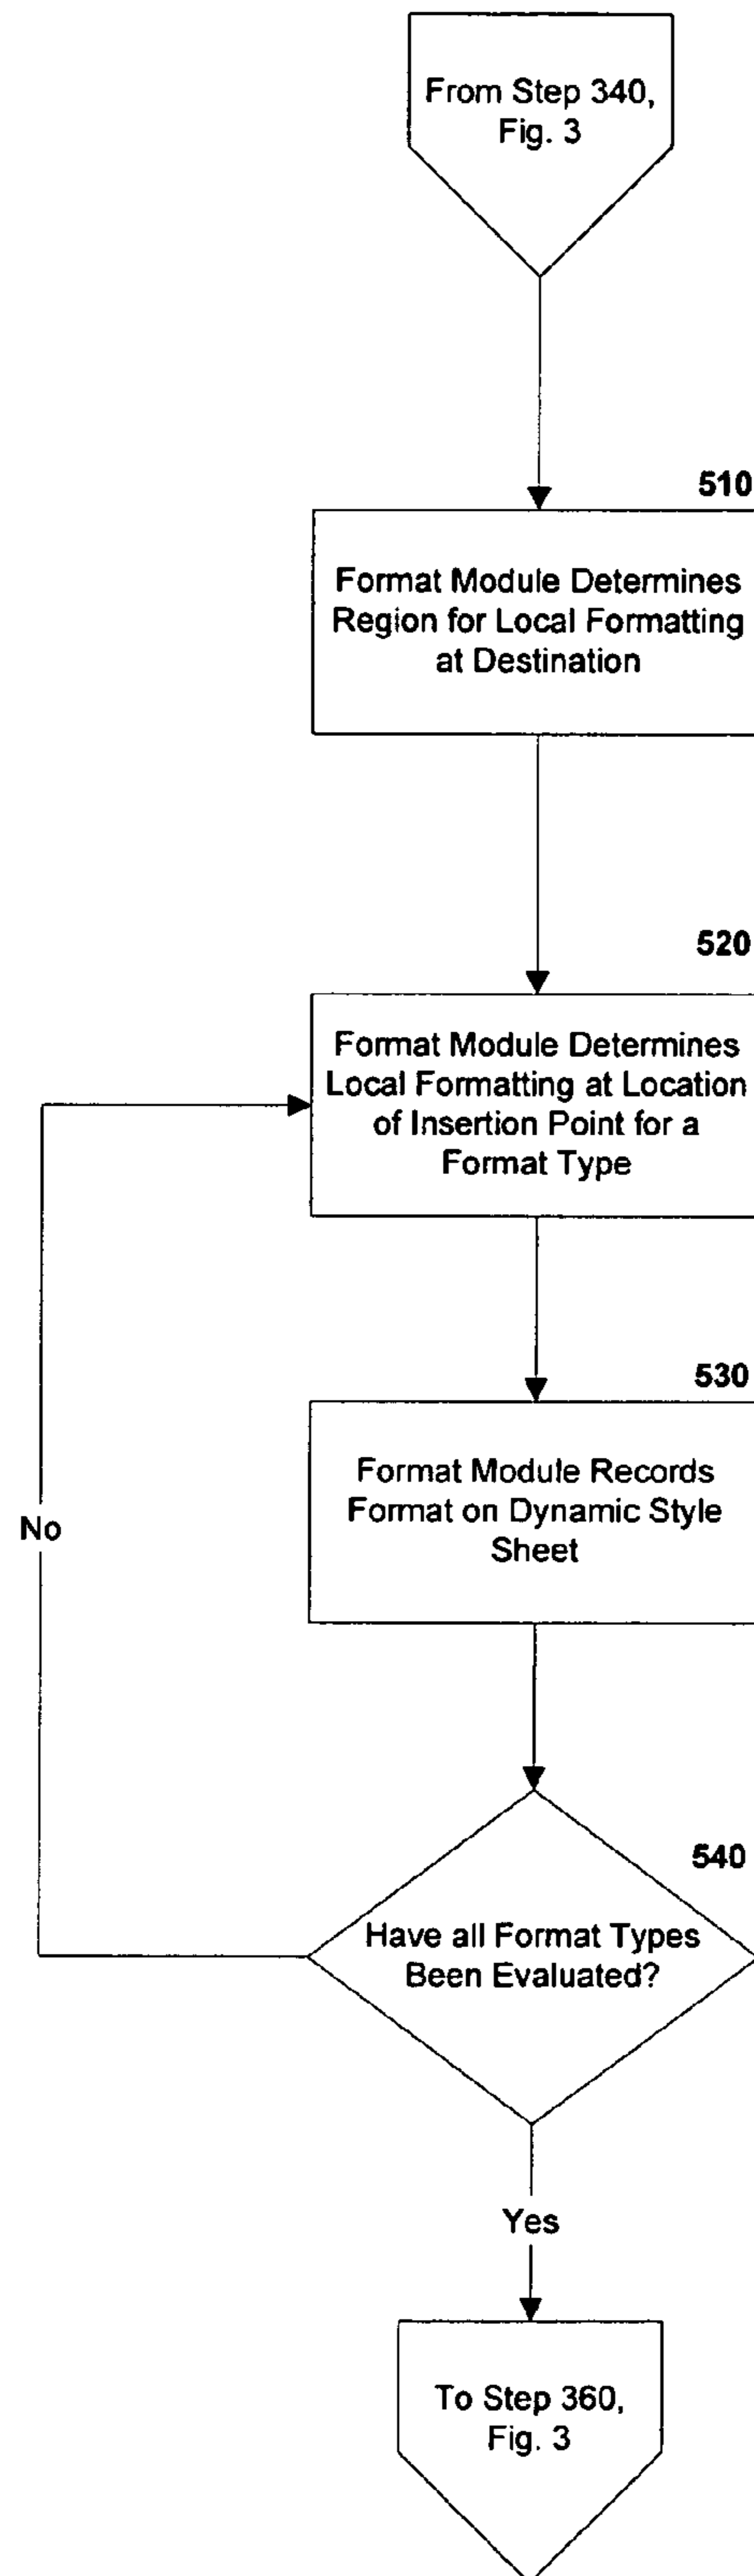 From Step 340,
Fig. 3
510
Format Module Determines
Region for Local Formatting
at Destination
520
Format Module Determines
Local Formatting at Location
of Insertion Point for a
Format Type
530
Format Module Records
Format on Dynamic Style
Sheet
No
540
Have all Format Types
Been Evaluated?
Yes
To Step 360,
Fig. 3